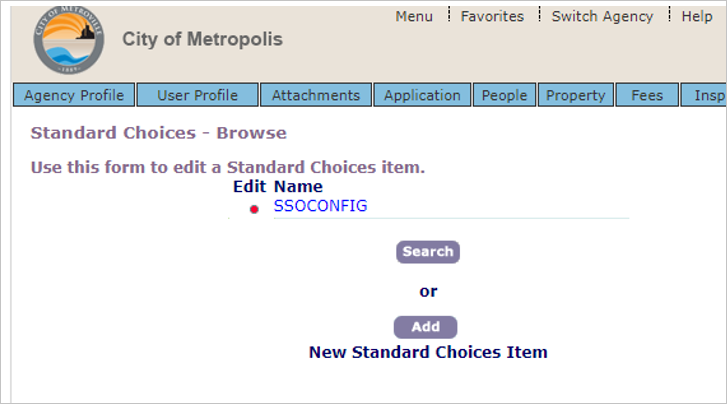 Menu Favorites Switch Agency Help
CITY OF METROVILLE
City of Metropolis
Agency Profile User Profile Attachments Application People Property Fees Insp
Standard Choices - Browse
Use this form to edit a Standard Choices item.
Edit Name
SSOCONFIG
Search
or
Add
New Standard Choices Item